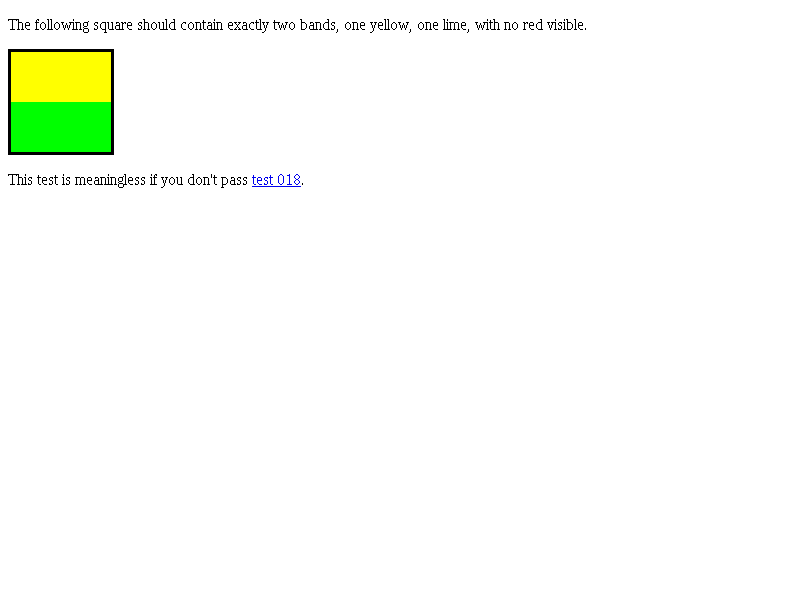 The following square should contain exactly two bands, one yellow, one lime, with no red visible.
This test is meaningless if you don't pass test 018.